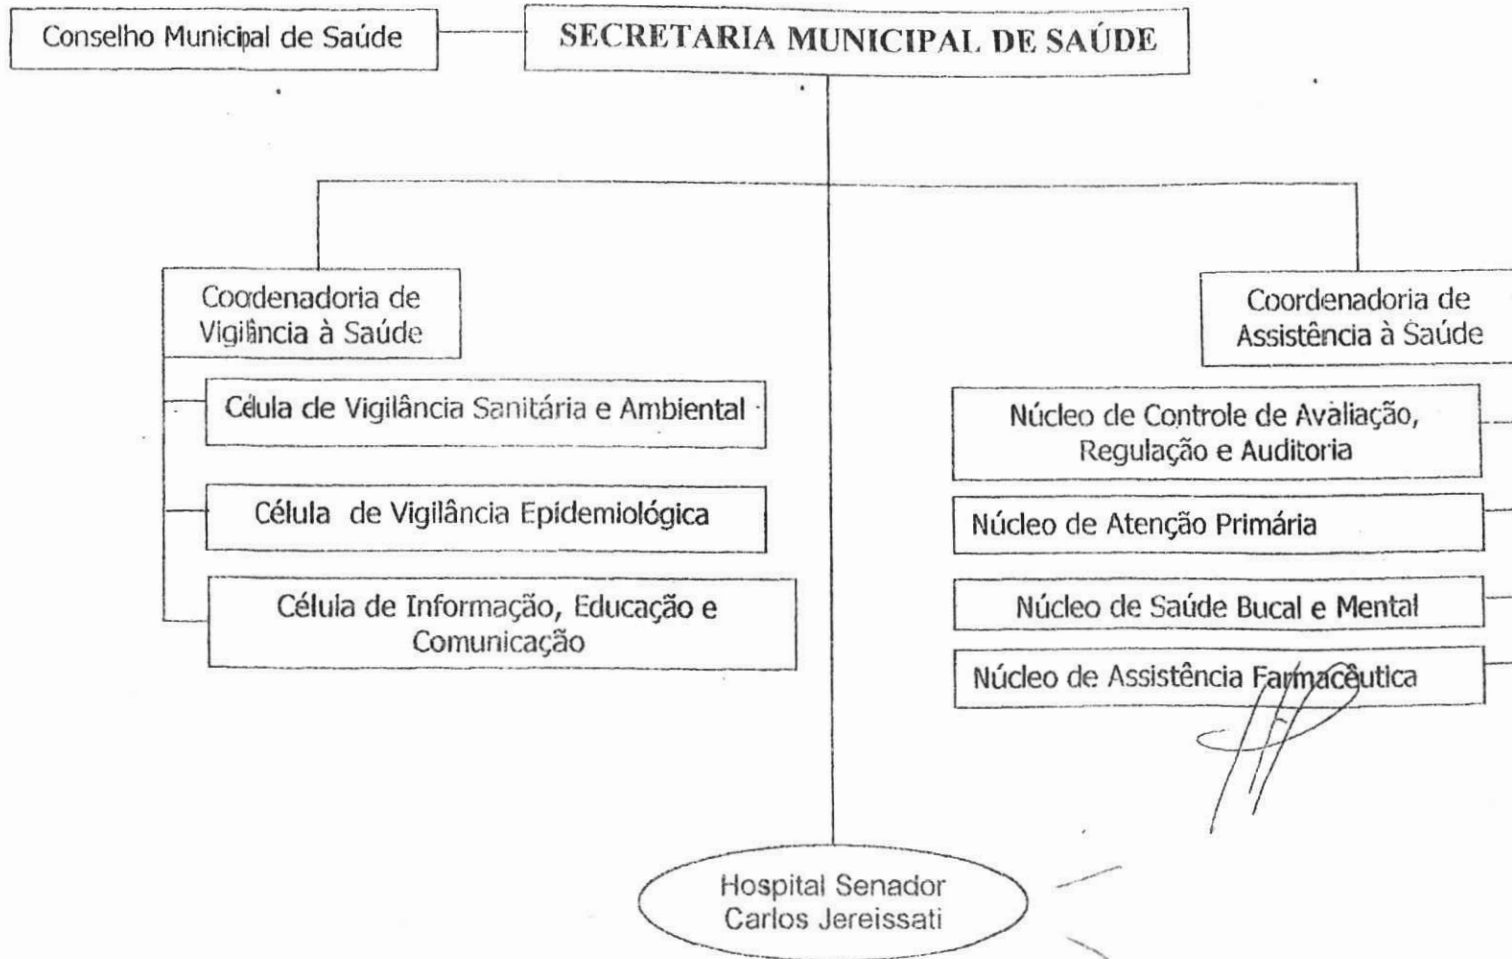 Conselho Municipal de Saúde
SECRETARIA MUNICIPAL DE SAÚDE
Coordenadoria de
Vigilância à Saúde
Célula de Vigilância Sanitária e Ambiental
Célula de Vigilância Epidemiológica
Célula de Informação, Educação e
Comunicação
Coordenadoria de
Assistência à Saúde
Núcleo de Controle de Avaliação,
Regulação e Auditoria
Núcleo de Atenção Primária
Núcleo de Saúde Bucal e Mental
Núcleo de Assistência Farmacêutica
Hospital Senador
Carlos Jereissati